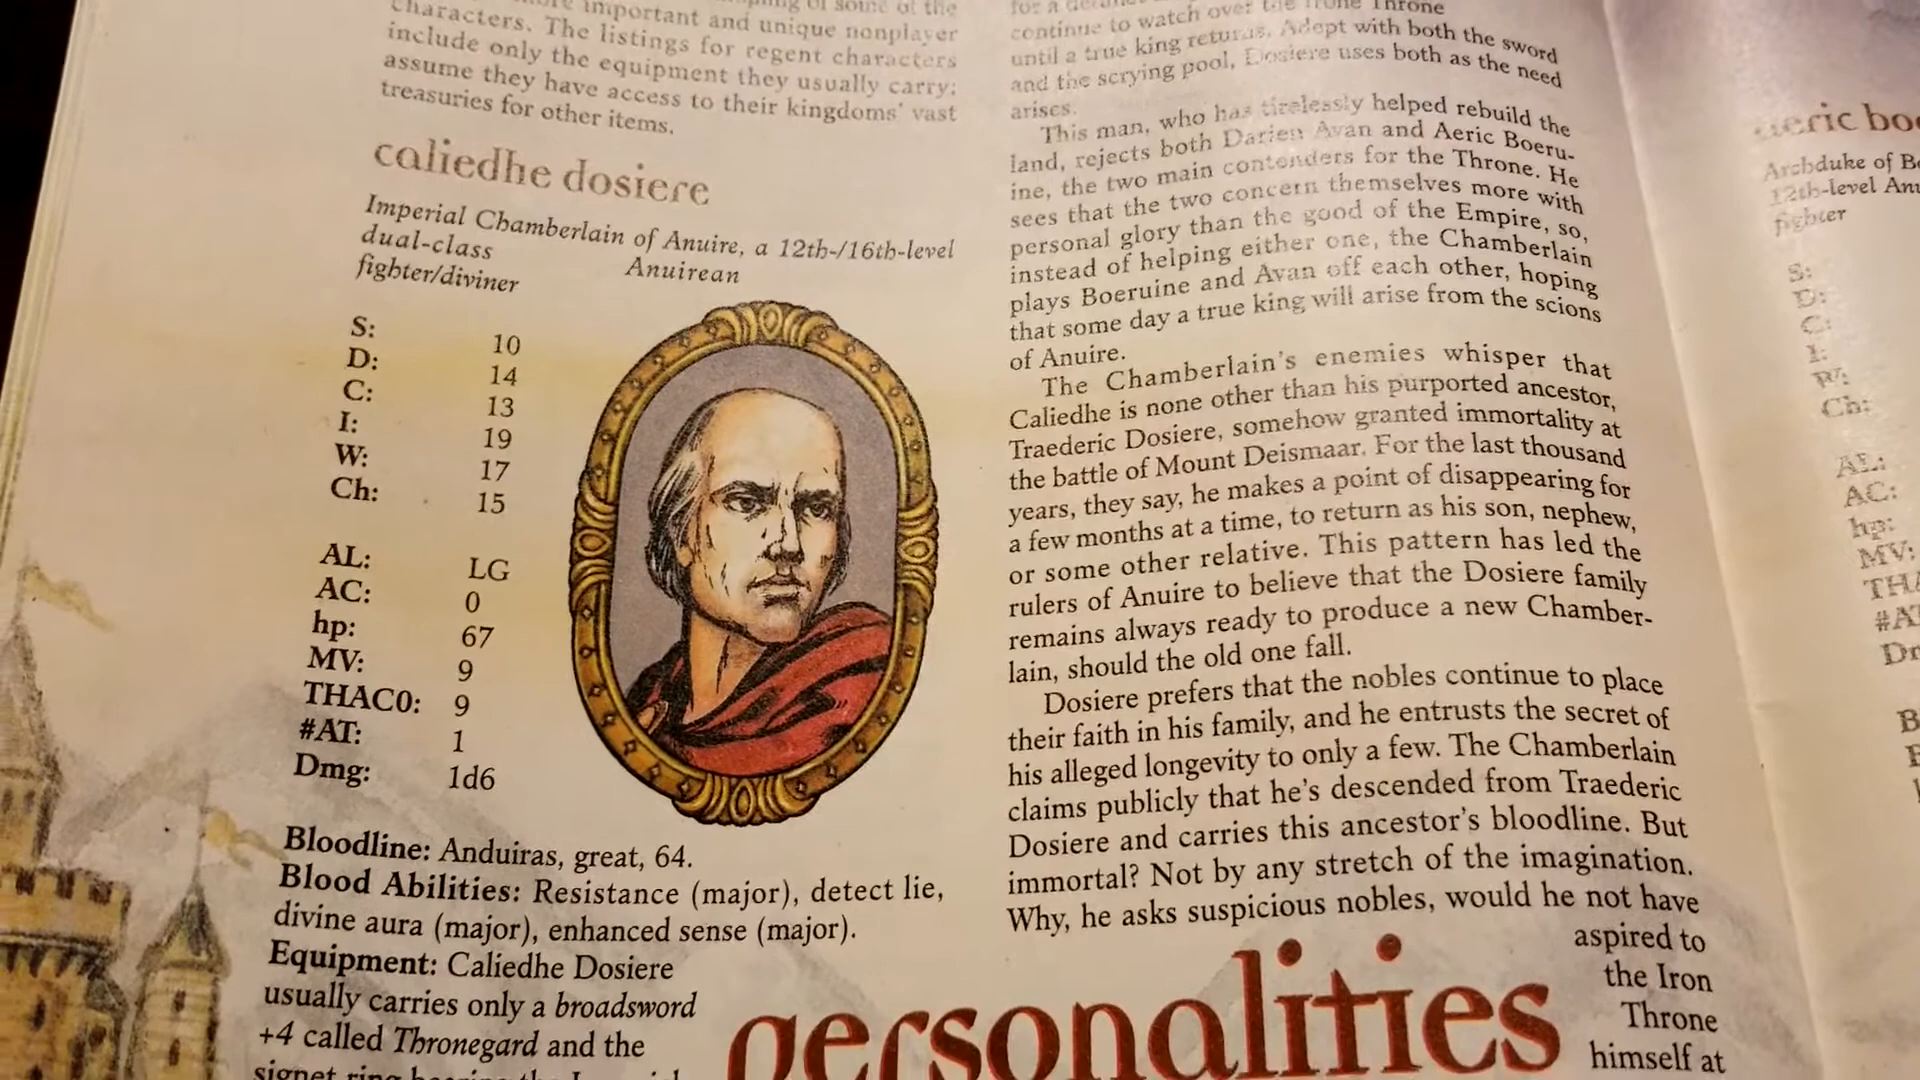 important and unique nonplayer
characters. The listings for regent characters
include only the equipment they usually carry;
assume they have access to their kingdoms' vast
treasuries for other items.
caliedhe dosiere
Imperial Chamberlain of Anuire, a 12th-/16th-level
dual-class Anuirean
fighter/diviner
S: 10
D: 14
C: 13
I: 19
W: 17
Ch: 15
AL: LG
AC: 0
hp: 67
MV: 9
THAC0: 9
#AT: 1
Dmg: 1d6
Bloodline: Anduiras, great, 64.
Blood Abilities: Resistance (major), detect lie,
divine aura (major), enhanced sense (major).
Equipment: Caliedhe Dosiere
usually carries only a broadsword
+4 called Thronegard and the
continue to watch over the Throne
until a true king returns. Adept with both the sword
and the scrying pool, Dosiere uses both as the need
arises.
This man, who has tirelessly helped rebuild the
land, rejects both Darien Avan and Aeric Boeru-
ine, the two main contenders for the Throne. He
sees that the two concern themselves more with
personal glory than the good of the Empire, so,
instead of helping either one, the Chamberlain
plays Boeruine and Avan off each other, hoping
that some day a true king will arise from the scions
of Anuire.
The Chamberlain's enemies whisper that
Caliedhe is none other than his purported ancestor,
Traederic Dosiere, somehow granted immortality at
the battle of Mount Deismaar. For the last thousand
years, they say, he makes a point of disappearing for
a few months at a time, to return as his son, nephew,
or some other relative. This pattern has led the
rulers of Anuire to believe that the Dosiere family
remains always ready to produce a new Chamber-
lain, should the old one fall.
Dosiere prefers that the nobles continue to place
their faith in his family, and he entrusts the secret of
his alleged longevity to only a few. The Chamberlain
claims publicly that he's descended from Traederic
Dosiere and carries this ancestor's bloodline. But
immortal? Not by any stretch of the imagination.
Why, he asks suspicious nobles, would he not have
aspired to
the Iron
Throne
himself at
personalities
Archduke of
12th-level
fighter
S:
D:
C:
I:
W:
Ch:
AL:
AC:
hp:
MV: